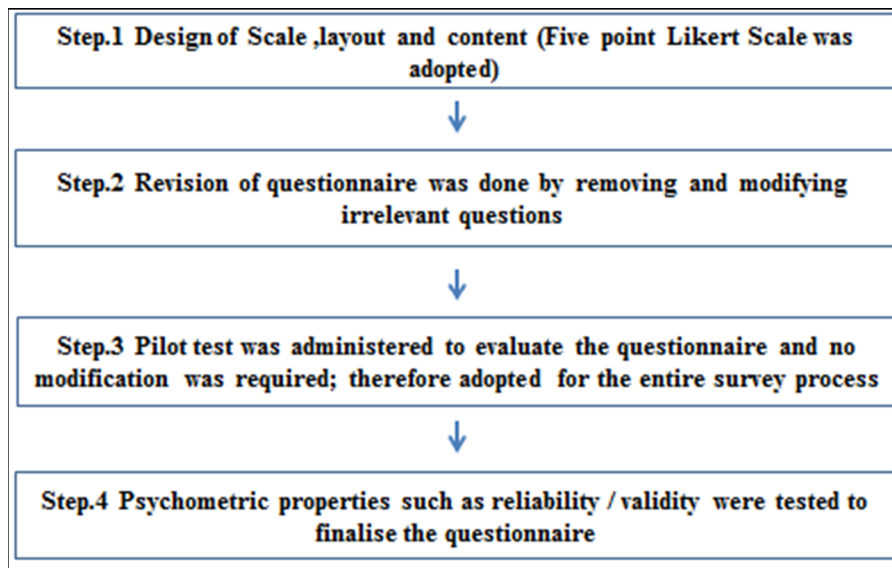 Step.1 Design of Scale ,layout and content (Five point Likert Scale was
adopted)
Step.2 Revision of questionnaire was done by removing and modifying
irrelevant questions
Step.3 Pilot test was administered to evaluate the questionnaire and no
modification was required; therefore adopted for the entire survey process
Step.4 Psychometric properties such as reliability / validity were tested to
finalise the questionnaire